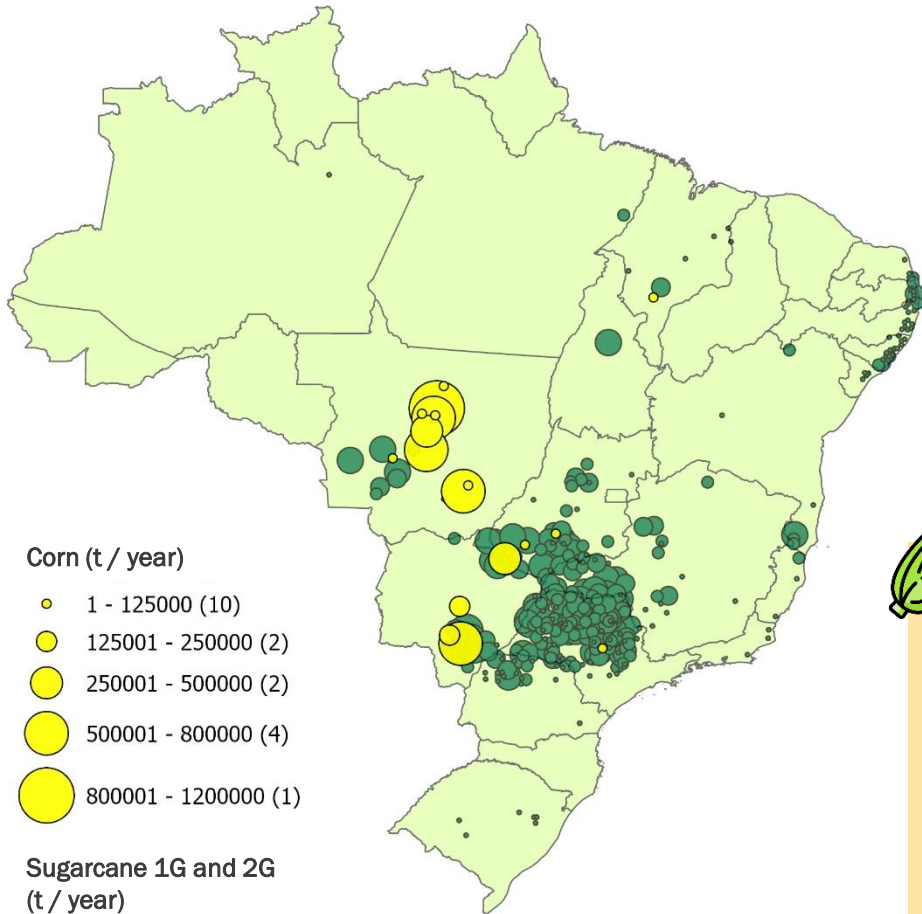 Corn (t / year)
1 - 125000 (10)
125001 - 250000 (2)
250001 - 500000 (2)
500001 - 800000 (4)
800001 - 1200000 (1)
Sugarcane 1G and 2G
(t / year)